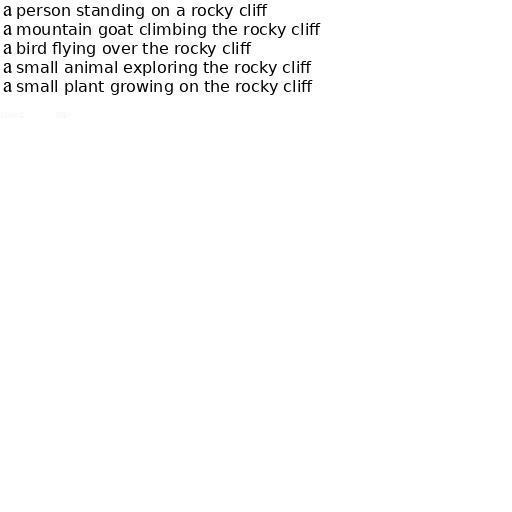 a person standing on a rocky cliff
a mountain goat climbing the rocky cliff
a bird flying over the rocky cliff
a small animal exploring the rocky cliff
a small plant growing on the rocky cliff